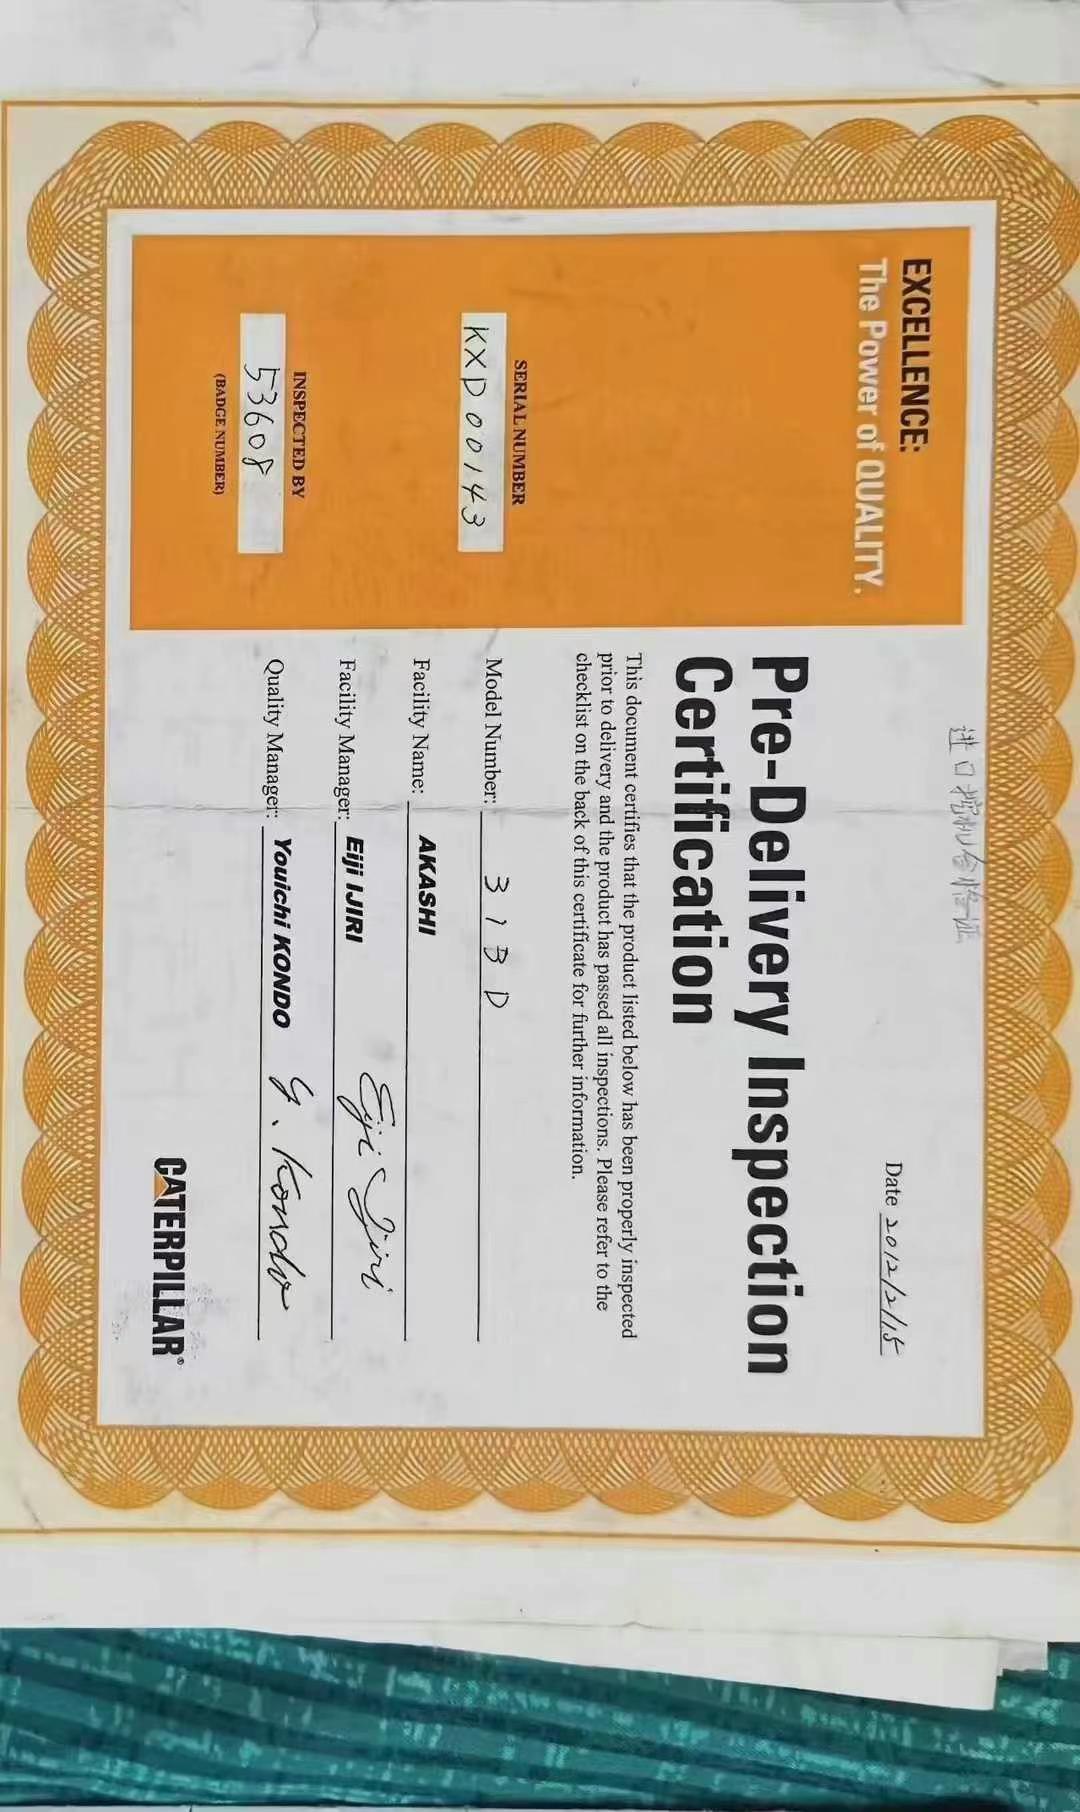 进口挖机合格证
EXCELLENCE:
The Power of QUALITY.
Date 2012/2/15
Pre-Delivery Inspection
Certification
This document certifies that the product listed below has been properly inspected
prior to delivery and the product has passed all inspections. Please refer to the
checklist on the back of this certificate for further information.
SERIAL NUMBER
KXD00143
INSPECTED BY
53608
(BADGE NUMBER)
Model Number: 31BD
Facility Name: AKASHI
Facility Manager: Eiji IJIRI Eiji Ijiri
Quality Manager: Youichi KONDO Y. Kondo
CATERPILLAR®